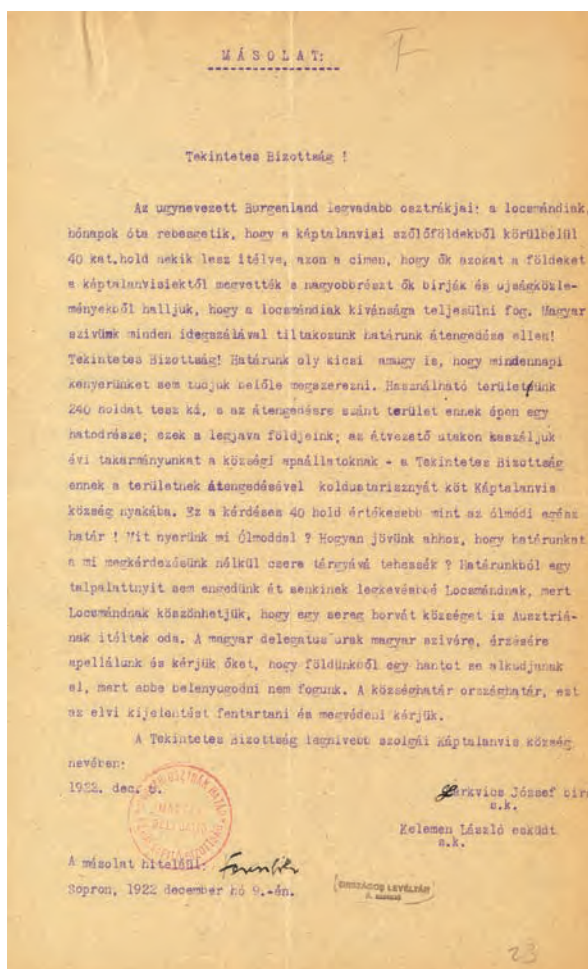 MÁSOLAT:
F
Tekintetes Bizottság !
Az ugynevezett Burgenland legvadabb osztrákjai: a locsmándiak,
hónapok óta rebesgetik, hogy a káptalanvisi szőlőföldekből körülbelül
40 kat.hold nekik lesz itélve, azon a cimen, hogy ők azokat a földeket
a káptalanvisiektől megvették s nagyobbrészt ők birják és ujságközle-
ményekből halljuk, hogy a locsmándiak kivánsága teljesülni fog. Magyar
szivünk minden idegszálával tiltakozunk határunk átengedése ellen!
Tekintetes Bizottság! Határunk oly kicsi amugy is, hogy mindennapi
kenyerünket sem tudjuk belőle megszerezni. Használható területünk
240 holdat tesz ki, s az átengedésre szánt terület ennek épen egy
hatodrésze; ezek a legjava földjeink; az átvezető utakon kaszáljuk
évi takarmányunkat a községi apaállatoknak - a Tekintetes Bizottság
ennek a területnek átengedésével koldustarisznyát köt Káptalanvis
község nyakába. Ez a kérdéses 40 hold értékesebb mint az ólmódi egész
határ ! Mit nyerünk mi Ólmoddal ? Hogyan jövünk ahhoz, hogy határunkat
a mi megkérdezésünk nélkül csere tárgyává tehessék ? Határunkból egy
talpalattnyit sem engedünk át senkinek legkevésbbé Locsmándnak, mert
Locsmándnak köszönhetjük, hogy egy sereg horvát községet is Ausztriá-
nak itéltek oda. A magyar delegatus urak magyar szivére, érzésére
apellálunk és kérjük őket, hogy földünkből egy hantot se alkudjanak
el, mert abba belenyugodni nem fogunk. A községhatár országhatár, ezt
az elvi kijelentést fentartani és megvédeni kérjük.
A Tekintetes Bizottság leghivebb szolgái Káptalanvis község
nevében:
1922. dec. 8.
József biró
s.k.
Kelemen László esküdt
s.k.
A másolat hiteléül:
Sopron, 1922 december hó 9.-én.
ORSZÁGOS LEVÉLTÁR
23